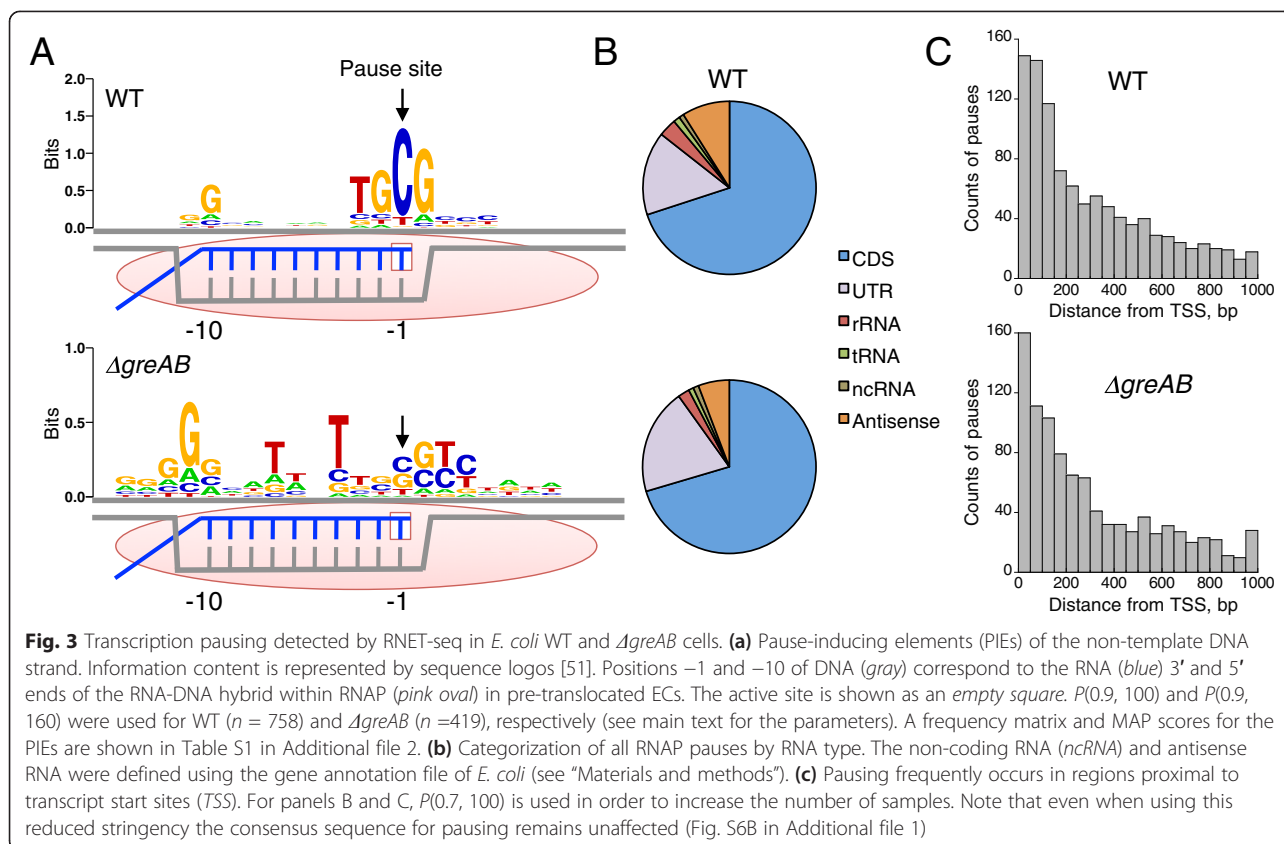 A
B
C
WT
Pause site
2.0
1.5
1.0
0.5
0.0
Bits
G
TGCG
-10
-1
ΔgreAB
1.0
0.5
0.0
Bits
-10
-1
WT
CDS
UTR
rRNA
tRNA
ncRNA
Antisense
WT
160
120
80
40
0
Counts of pauses
0 200 400 600 800 1000
Distance from TSS, bp
ΔgreAB
160
120
80
40
0
Counts of pauses
0 200 400 600 800 1000
Distance from TSS, bp
Fig. 3 Transcription pausing detected by RNET-seq in E. coli WT and ΔgreAB cells. (a) Pause-inducing elements (PIEs) of the non-template DNA
strand. Information content is represented by sequence logos [51]. Positions −1 and −10 of DNA (gray) correspond to the RNA (blue) 3′ and 5′
ends of the RNA-DNA hybrid within RNAP (pink oval) in pre-translocated ECs. The active site is shown as an empty square. P(0.9, 100) and P(0.9,
160) were used for WT (n = 758) and ΔgreAB (n =419), respectively (see main text for the parameters). A frequency matrix and MAP scores for the
PIEs are shown in Table S1 in Additional file 2. (b) Categorization of all RNAP pauses by RNA type. The non-coding RNA (ncRNA) and antisense
RNA were defined using the gene annotation file of E. coli (see “Materials and methods”). (c) Pausing frequently occurs in regions proximal to
transcript start sites (TSS). For panels B and C, P(0.7, 100) is used in order to increase the number of samples. Note that even when using this
reduced stringency the consensus sequence for pausing remains unaffected (Fig. S6B in Additional file 1)